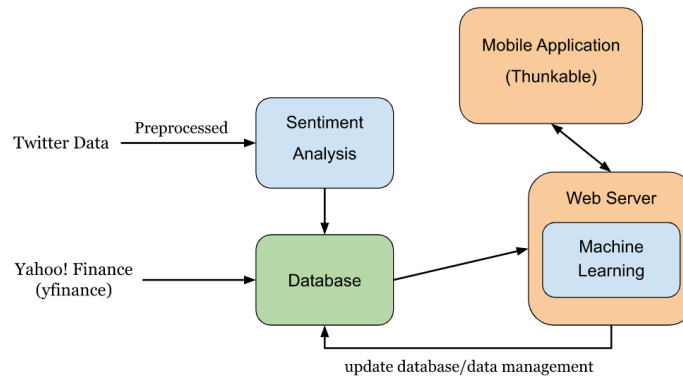 Mobile Application
(Thunkable)
Twitter Data
Preprocessed
Sentiment
Analysis
Web Server
Machine
Learning
Yahoo! Finance
(yfinance)
Database
update database/data management